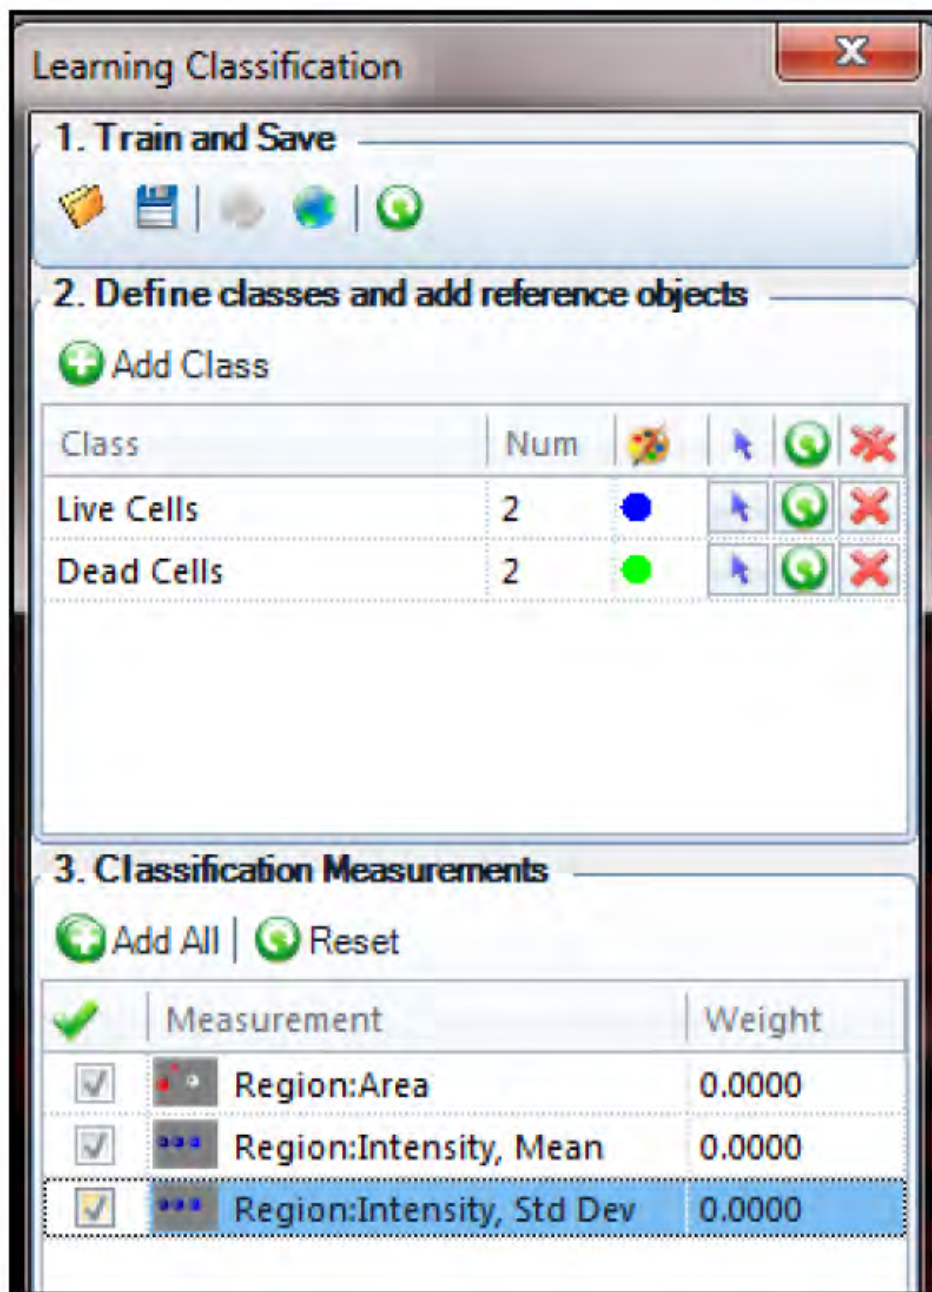 Learning Classification
1. Train and Save
2. Define classes and add reference objects
Add Class
Class Num
Live Cells 2
Dead Cells 2
3. Classification Measurements
Add All Reset
Measurement Weight
Region:Area 0.0000
Region:Intensity, Mean 0.0000
Region:Intensity, Std Dev 0.0000